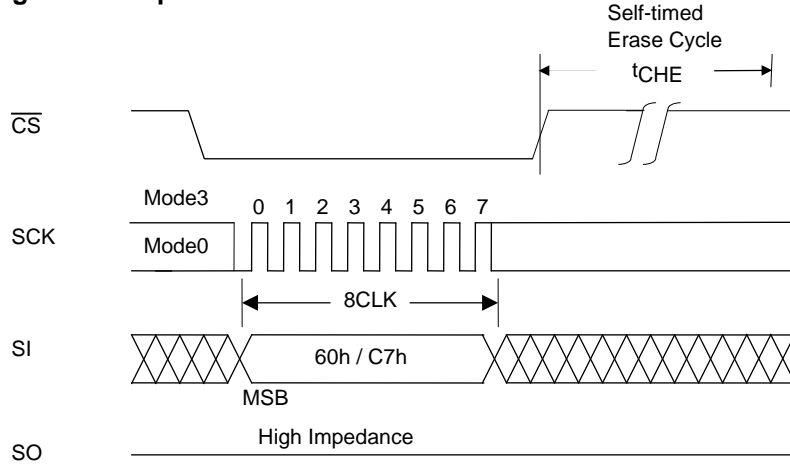 Self-timed
Erase Cycle
tCHE
CS
Mode3
0 1 2 3 4 5 6 7
SCK
Mode0
8CLK
SI
60h / C7h
MSB
High Impedance
SO